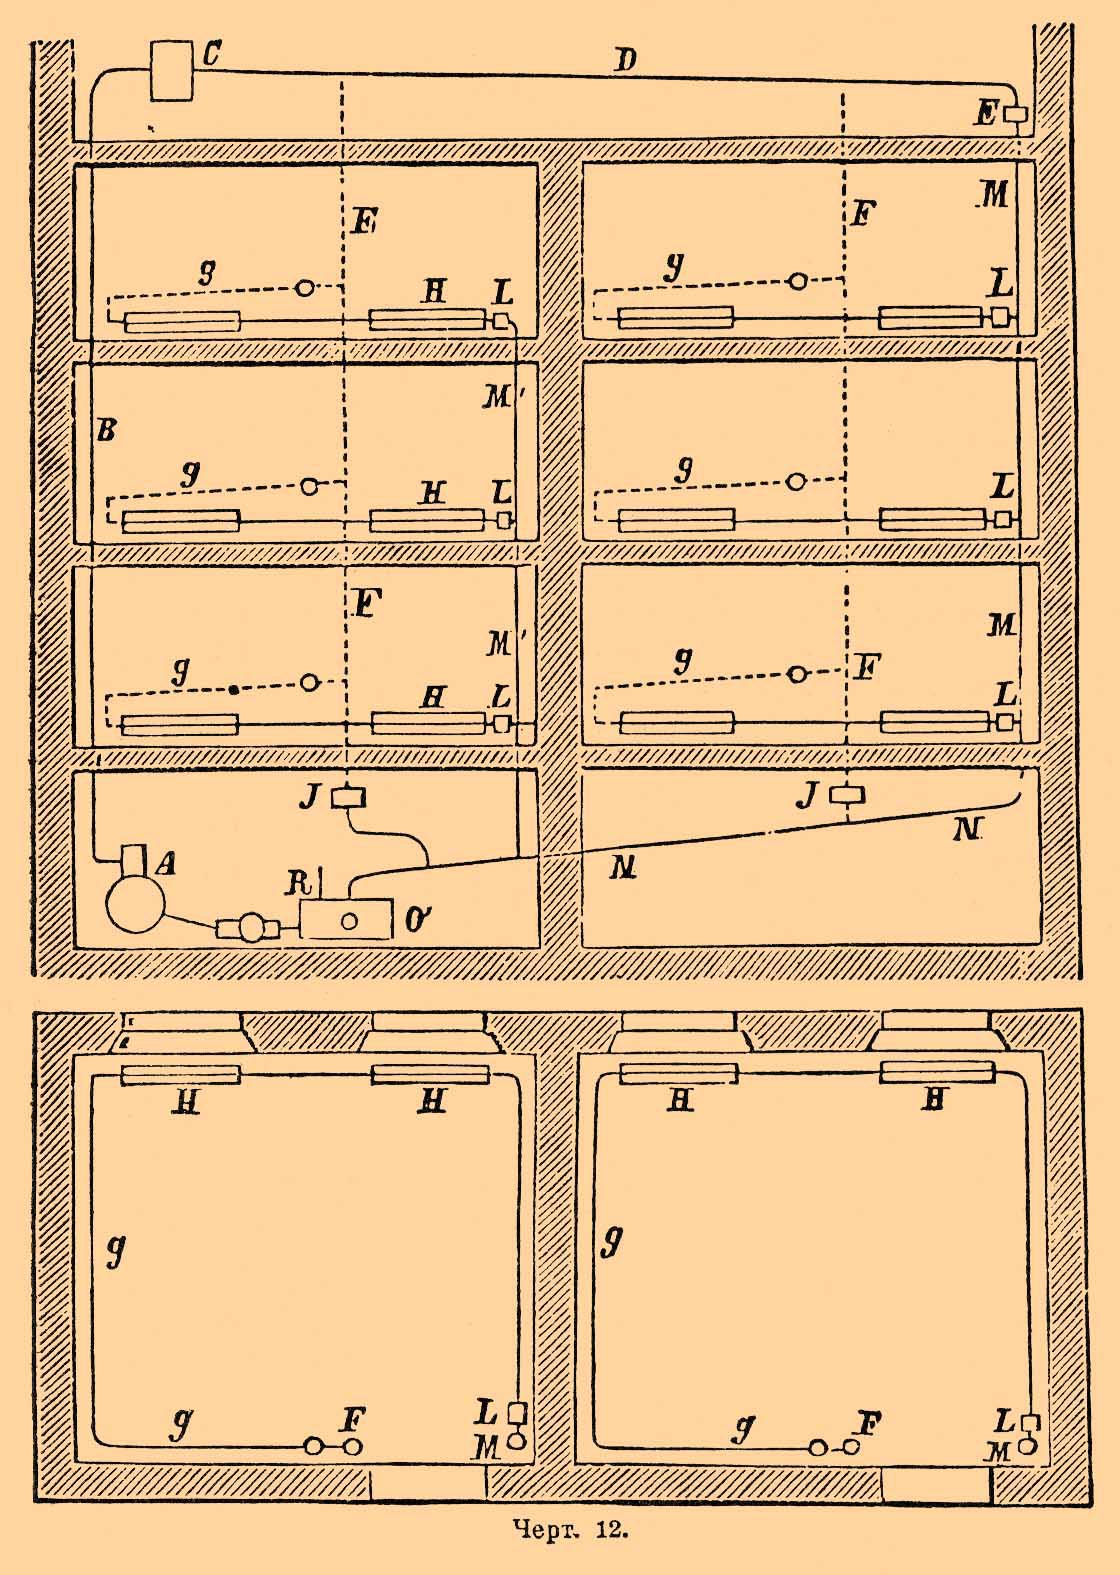 C D
E
M
F F
g H L g L
M'
B
g H L g L
F
M' M
g H L g F L
J J
N N
A R O'
H H H H
g g
g F L g F L
M M
Черт. 12.